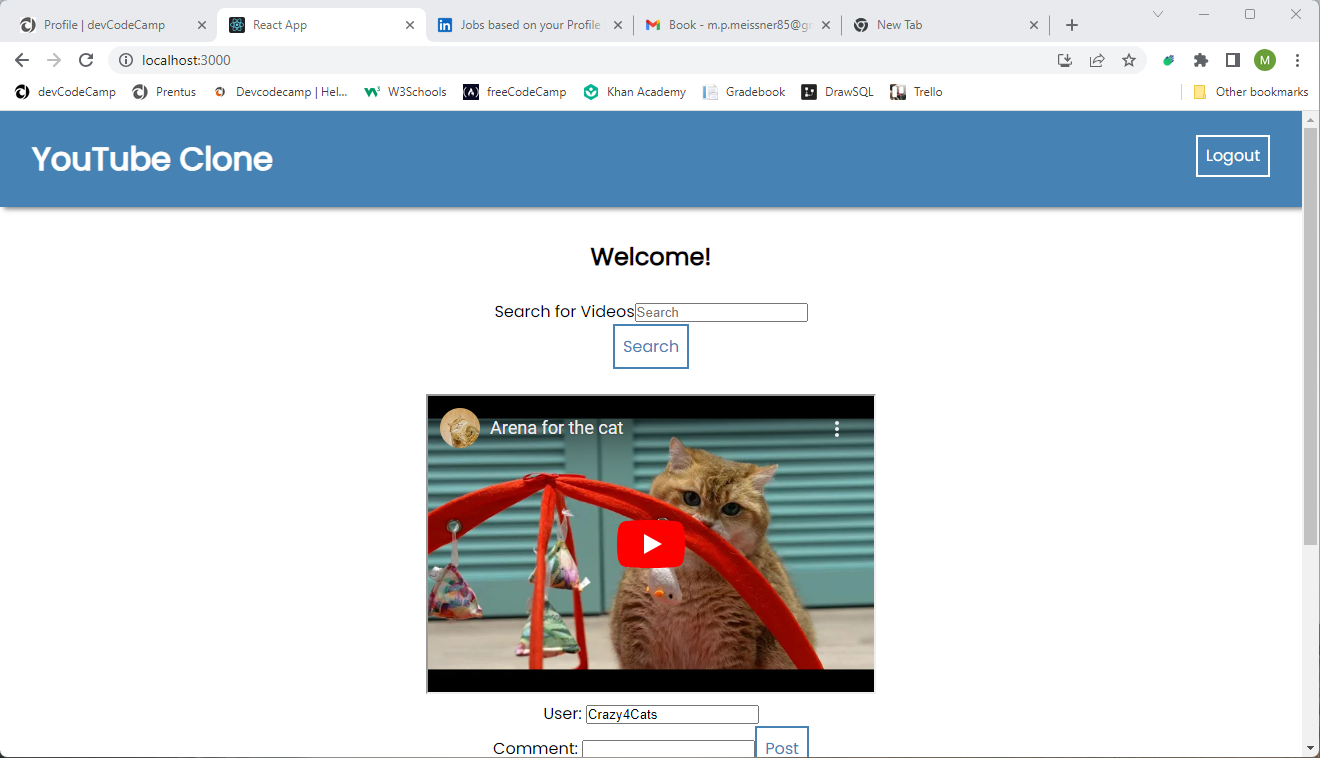 Profile | devCodeCamp
React App
Jobs based on your Profile
Book - m.p.meissner85@gr
New Tab
localhost:3000
M
devCodeCamp
Prentus
Devcodecamp | Hel...
W3Schools
freeCodeCamp
Khan Academy
Gradebook
DrawSQL
Trello
Other bookmarks
YouTube Clone
Logout
Welcome!
Search for Videos Search
Search
Arena for the cat
User: Crazy4Cats
Comment: Post